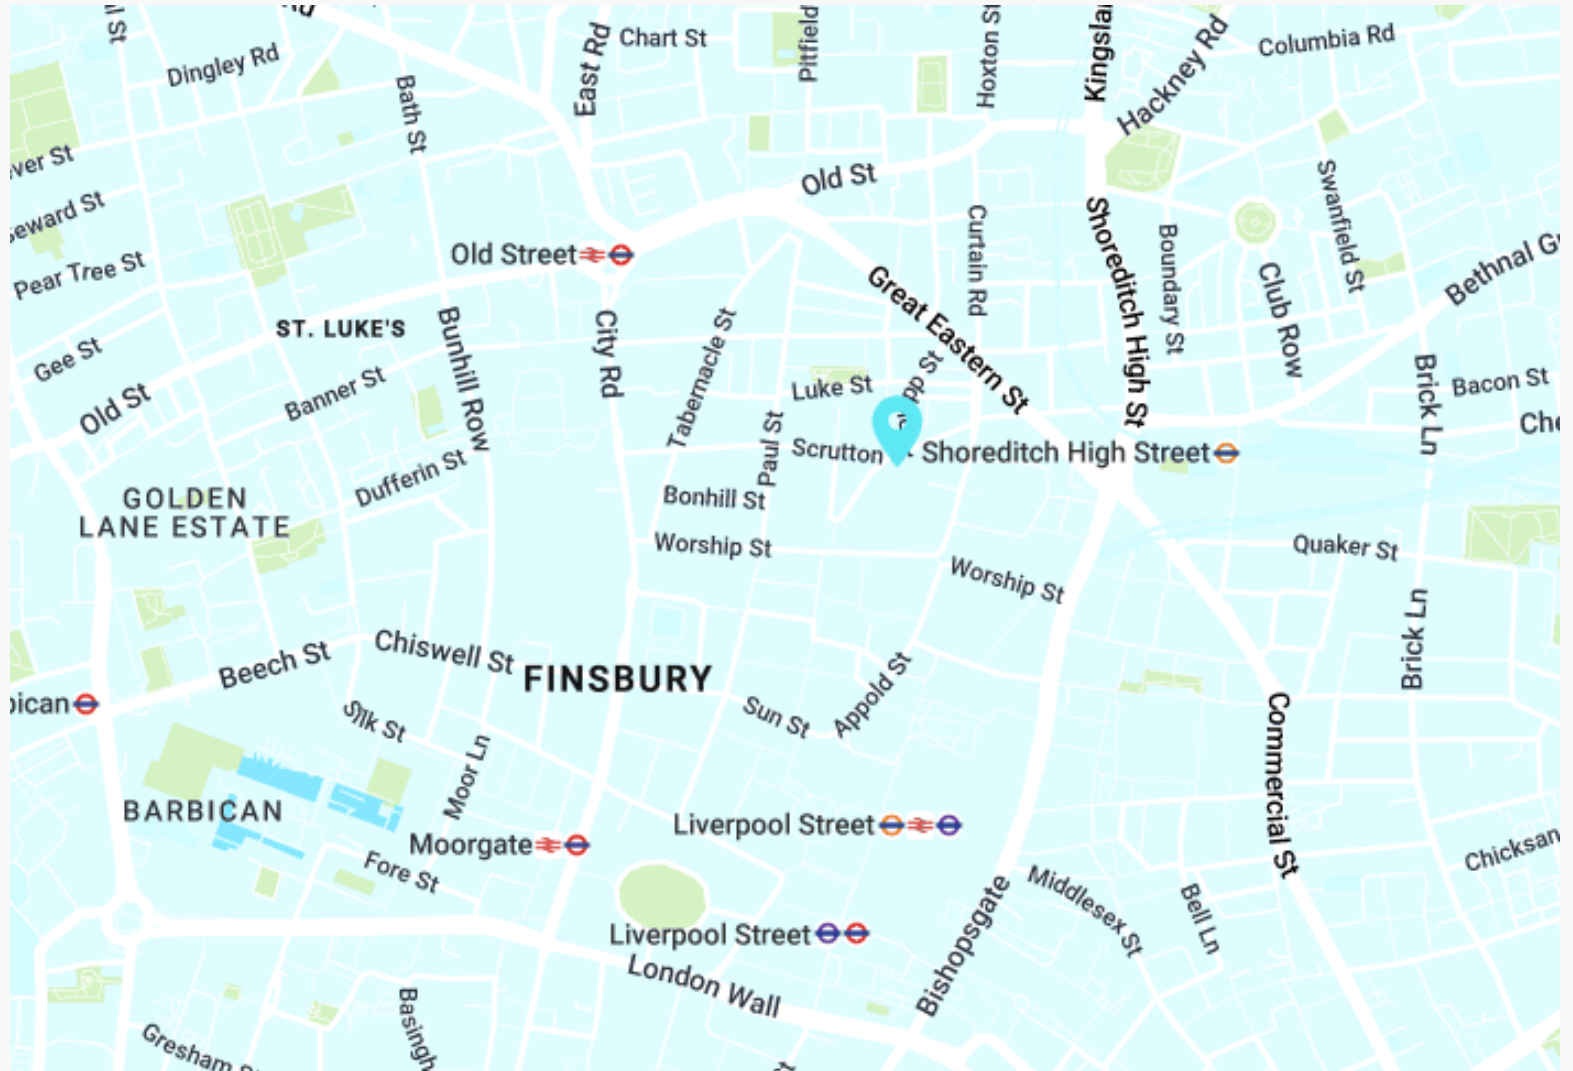 Chart St
East Rd
Pitfield
Hoxton St
Kingsla
Hackney Rd
Columbia Rd
Dingley Rd
Bath St
Old St
Swanfield St
Shoreditch High St
Boundary St
Curtain Rd
Pear Tree St
Old Street
Bethnal G
Club Row
Great Eastern St
ST. LUKE'S
Bunhill Row
City Rd
Tabernacle St
Gee St
Banner St
Old St
Luke St
Brick Ln
Bacon St
Paul St
Scrutton
Shoreditch High Street
Dufferin St
GOLDEN
LANE ESTATE
Bonhill St
Worship St
Worship St
Quaker St
Brick Ln
Beech St
Chiswell St
FINSBURY
Silk St
Sun St
Appold St
Commercial St
Moor Ln
BARBICAN
Liverpool Street
Moorgate
Fore St
Chicksan
Middlesex St
Bell Ln
Liverpool Street
London Wall
Bishopsgate
Basingh
Gresham